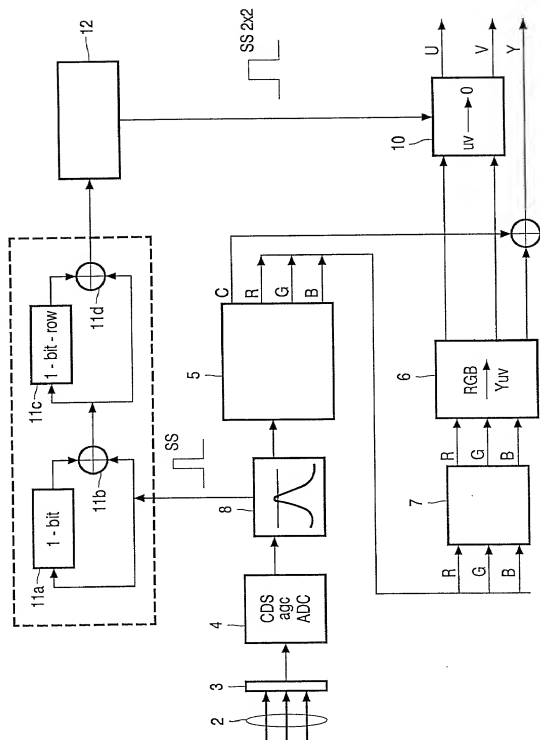 12
SS 2x2
1 - bit - row
11c
11d
1 - bit
11a
11b
SS
U
V
Y
10
uv → 0
C
R
G
B
5
8
4
CDS
agc
ADC
3
2
6
RGB
Yuv
R
G
B
7
R
G
B